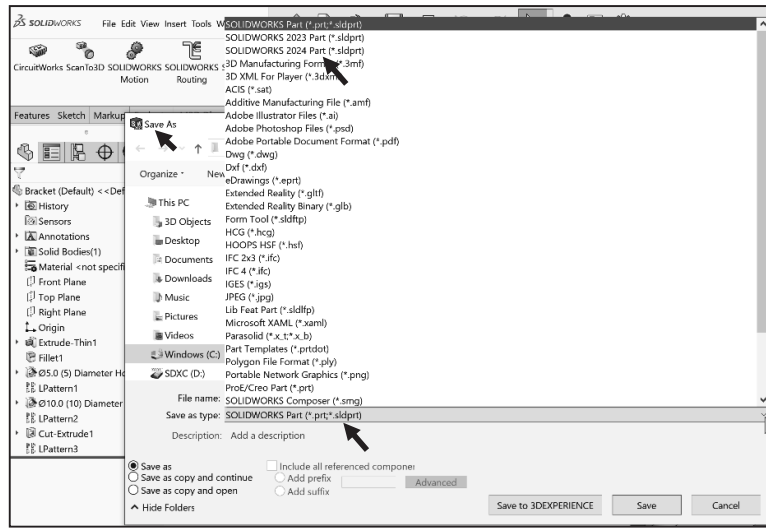 SOLIDWORKS File Edit View Insert Tools
SOLIDWORKS Part (*.prt;*.sldprt)
SOLIDWORKS 2023 Part (*.sldprt)
SOLIDWORKS 2024 Part (*.sldprt)
3D Manufacturing Format (*.3mf)
3D XML For Player (*.3dxml)
ACIS (*.sat)
Additive Manufacturing File (*.amf)
Adobe Illustrator Files (*.ai)
Adobe Photoshop Files (*.psd)
Adobe Portable Document Format (*.pdf)
Dwg (*.dwg)
Dxf (*.dxf)
eDrawings (*.eprt)
Extended Reality (*.gltf)
Extended Reality Binary (*.glb)
Form Tool (*.sldftp)
HCG (*.hcg)
HOOPS HSF (*.hsf)
IFC 2x3 (*.ifc)
IFC 4 (*.ifc)
IGES (*.igs)
JPEG (*.jpg)
Lib Feat Part (*.sldlfp)
Microsoft XAML (*.xaml)
Parasolid (*.x_t;*.x_b)
Part Templates (*.prtdot)
Polygon File Format (*.ply)
Portable Network Graphics (*.png)
ProE/Creo Part (*.prt)
SOLIDWORKS Composer (*.smg)
CircuitWorks ScanTo3D SOLIDWORKS SOLIDWORKS
Motion Routing
Features Sketch Markup
Bracket (Default) <<Def
History
Sensors
Annotations
Solid Bodies(1)
Material <not specifi
Front Plane
Top Plane
Right Plane
Origin
Extrude-Thin1
Fillet1
Ø5.0 (5) Diameter Ho
LPattern1
Ø10.0 (10) Diameter
LPattern2
Cut-Extrude1
LPattern3
Save As
Organize New
This PC
3D Objects
Desktop
Documents
Downloads
Music
Pictures
Videos
Windows (C:)
SDXC (D:)
File name:
Save as type: SOLIDWORKS Part (*.prt;*.sldprt)
Description: Add a description
Save as
Save as copy and continue
Save as copy and open
Include all referenced componer
Add prefix
Add suffix
Advanced
Hide Folders
Save to 3DEXPERIENCE Save Cancel